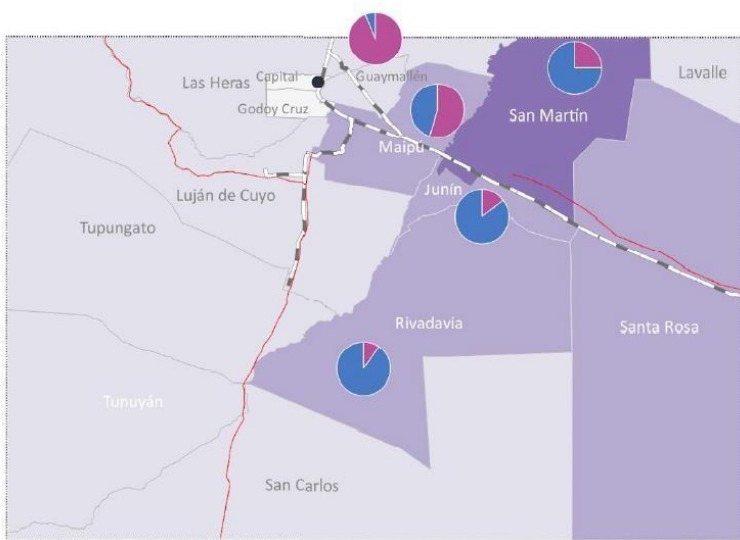 Las Heras
Capital
Guaymallén
Lavalle
Godoy Cruz
San Martín
Maipú
Junín
Luján de Cuyo
Tupungato
Rivadavia
Santa Rosa
Tunuyán
San Carlos